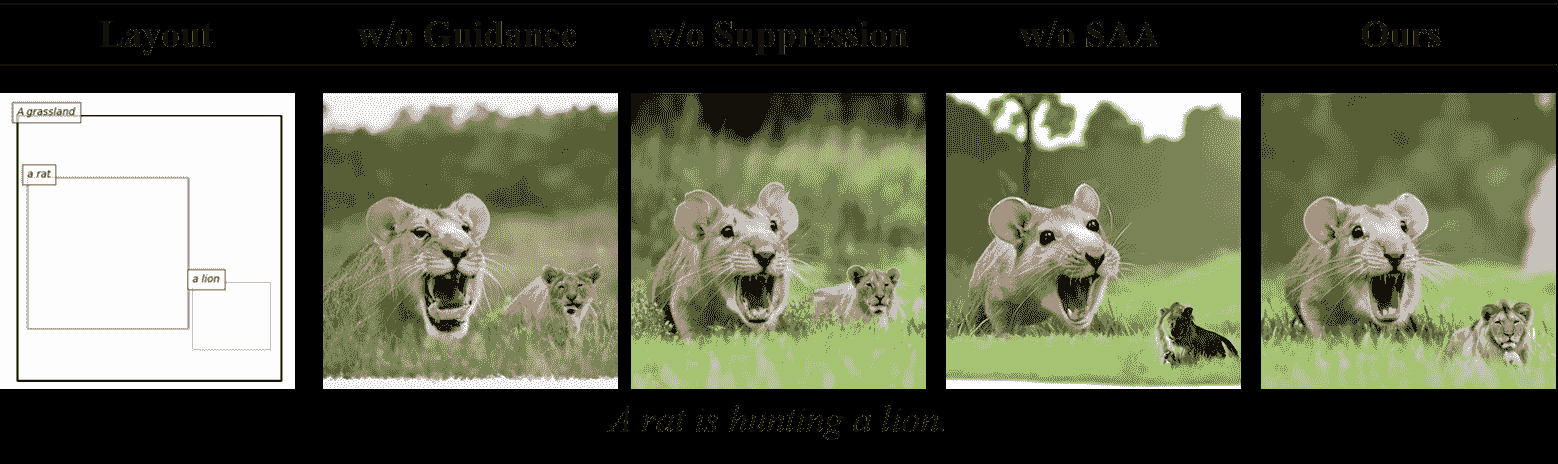 Layout w/o Guidance w/o Suppression w/o SAA Ours
A grassland
a rat
a lion
A rat is hunting a lion.